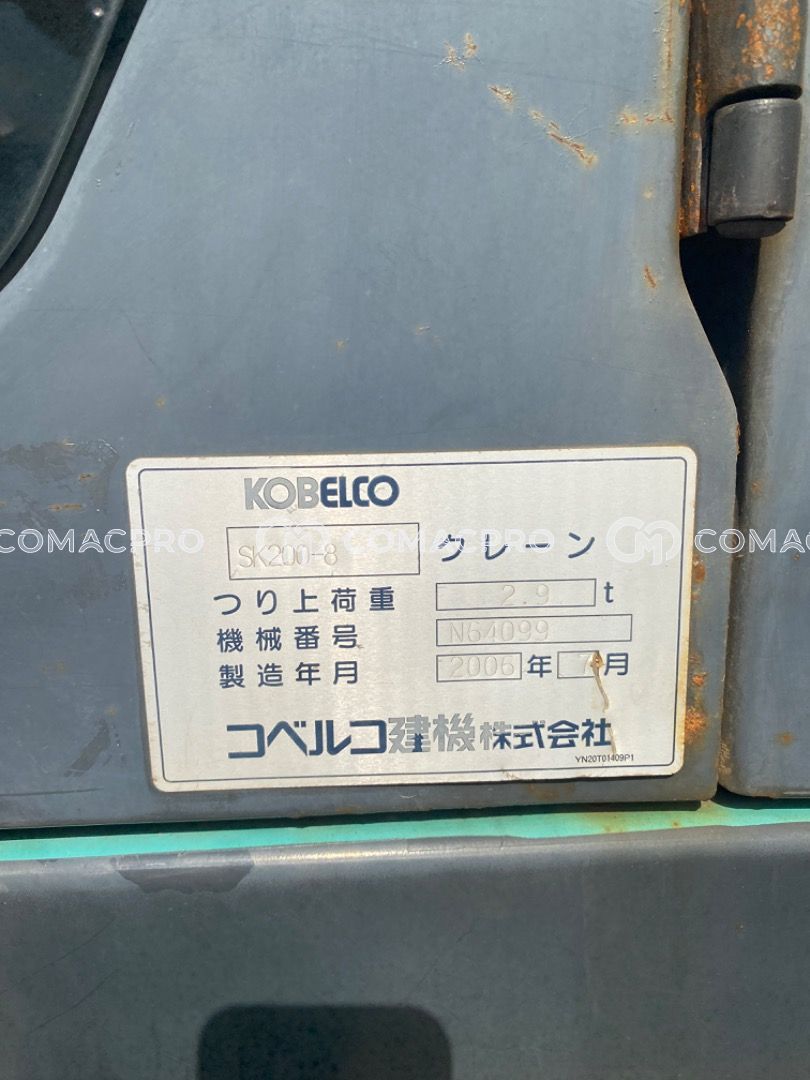 KOBELCO
SK200-8 クレーン
つり上荷重 2.9 t
機械番号 N64099
製造年月 2006 年 7 月
コベルコ建機株式会社
YN20T01409P1
COMACPRO COMACPRO COMACPRO